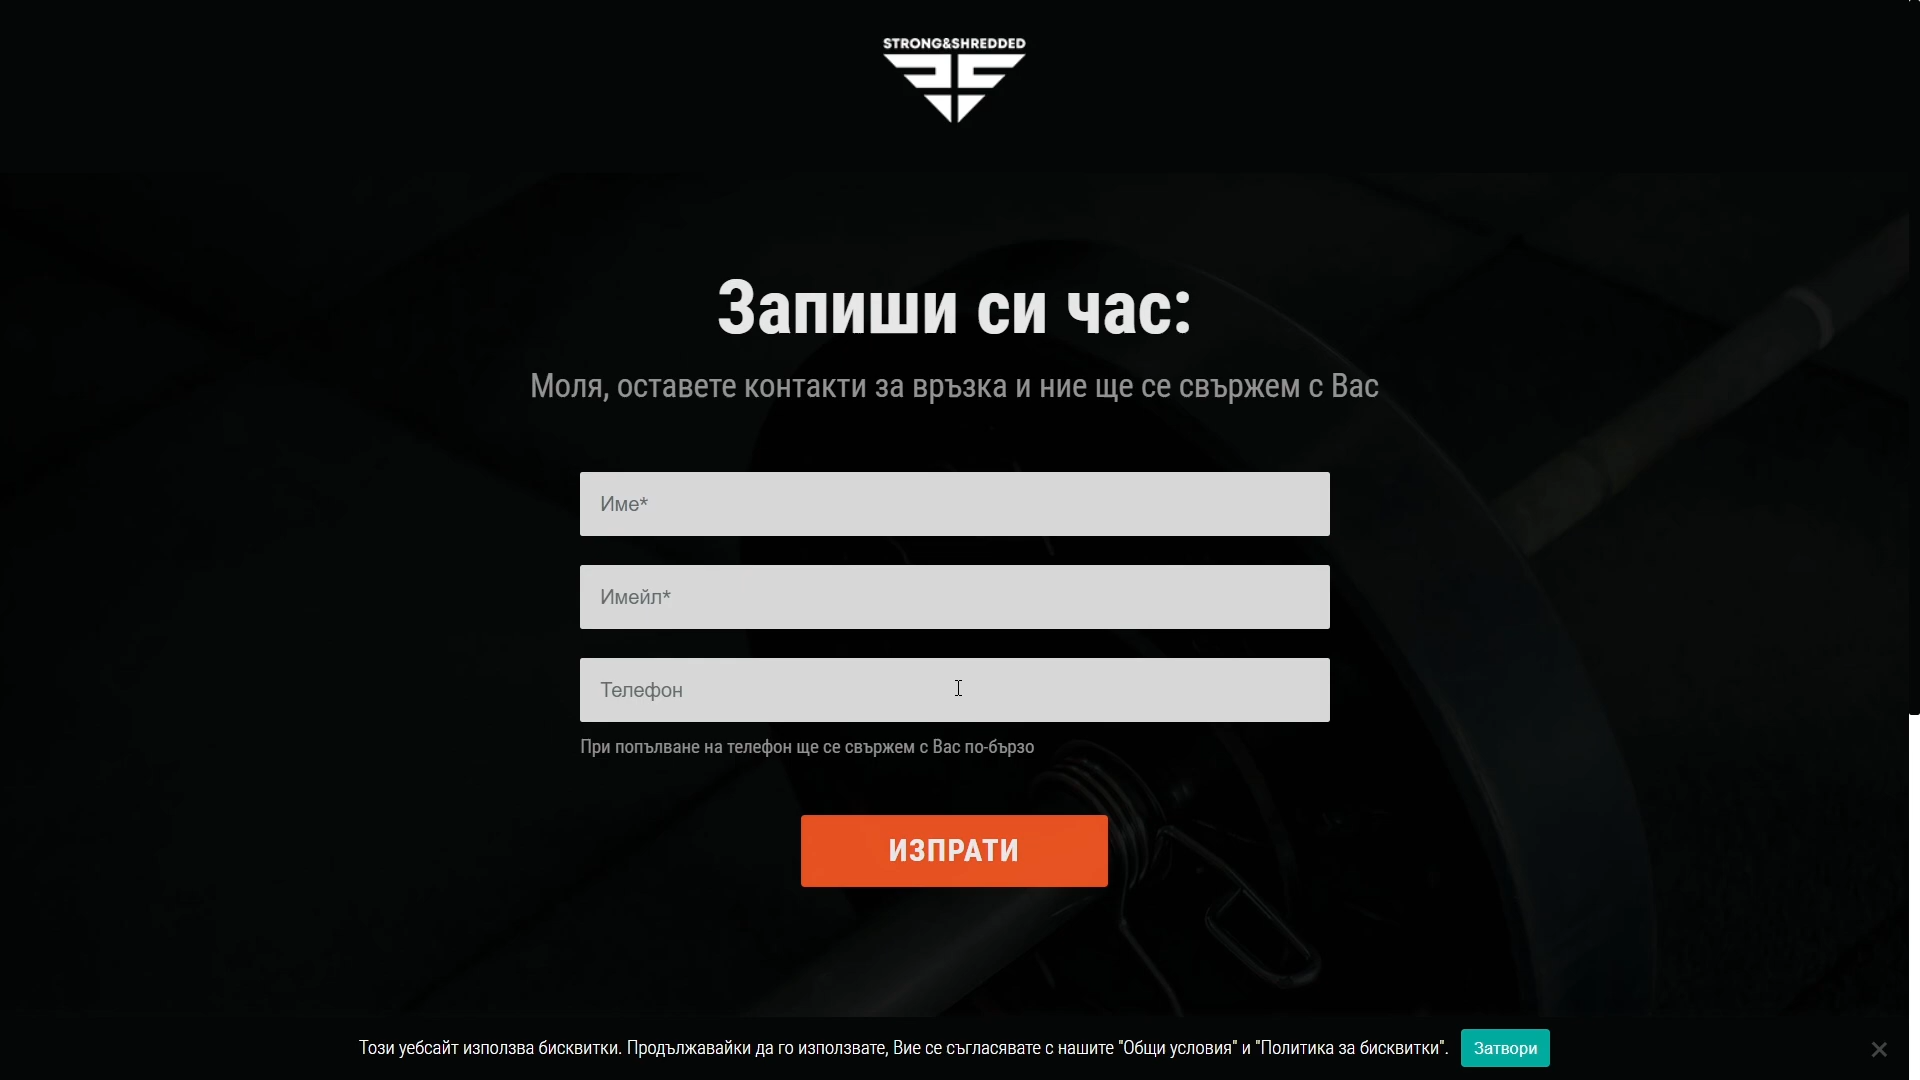 STRONG&SHREDDED
Запиши си час:
Моля, оставете контакти за връзка и ние ще се свържем с Вас
Име*
Имейл*
Телефон
При попълване на телефон ще се свържем с Вас по-бързо
ИЗПРАТИ
Този уебсайт използва бисквитки. Продължавайки да го използвате, Вие се съгласявате с нашите "Общи условия" и "Политика за бисквитки". Затвори